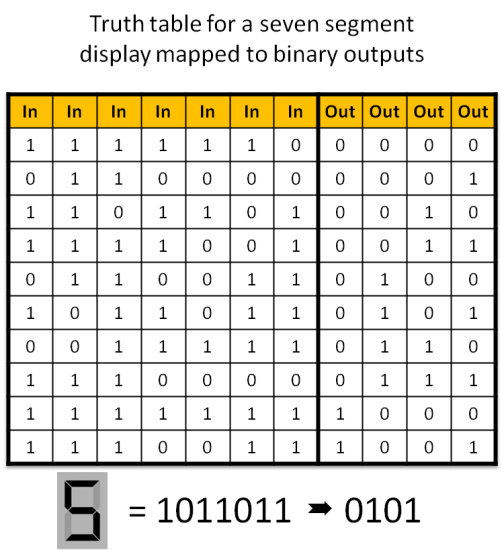 Truth table for a seven segment
display mapped to binary outputs
In In In In In In In Out Out Out Out
1 1 1 1 1 1 0 0 0 0 0
0 1 1 0 0 0 0 0 0 0 1
1 1 0 1 1 0 1 0 0 1 0
1 1 1 1 0 0 1 0 0 1 1
0 1 1 0 0 1 1 0 1 0 0
1 0 1 1 0 1 1 0 1 0 1
0 0 1 1 1 1 1 0 1 1 0
1 1 1 0 0 0 0 0 1 1 1
1 1 1 1 1 1 1 1 0 0 0
1 1 1 0 0 1 1 1 0 0 1
5 = 1011011 ➨ 0101